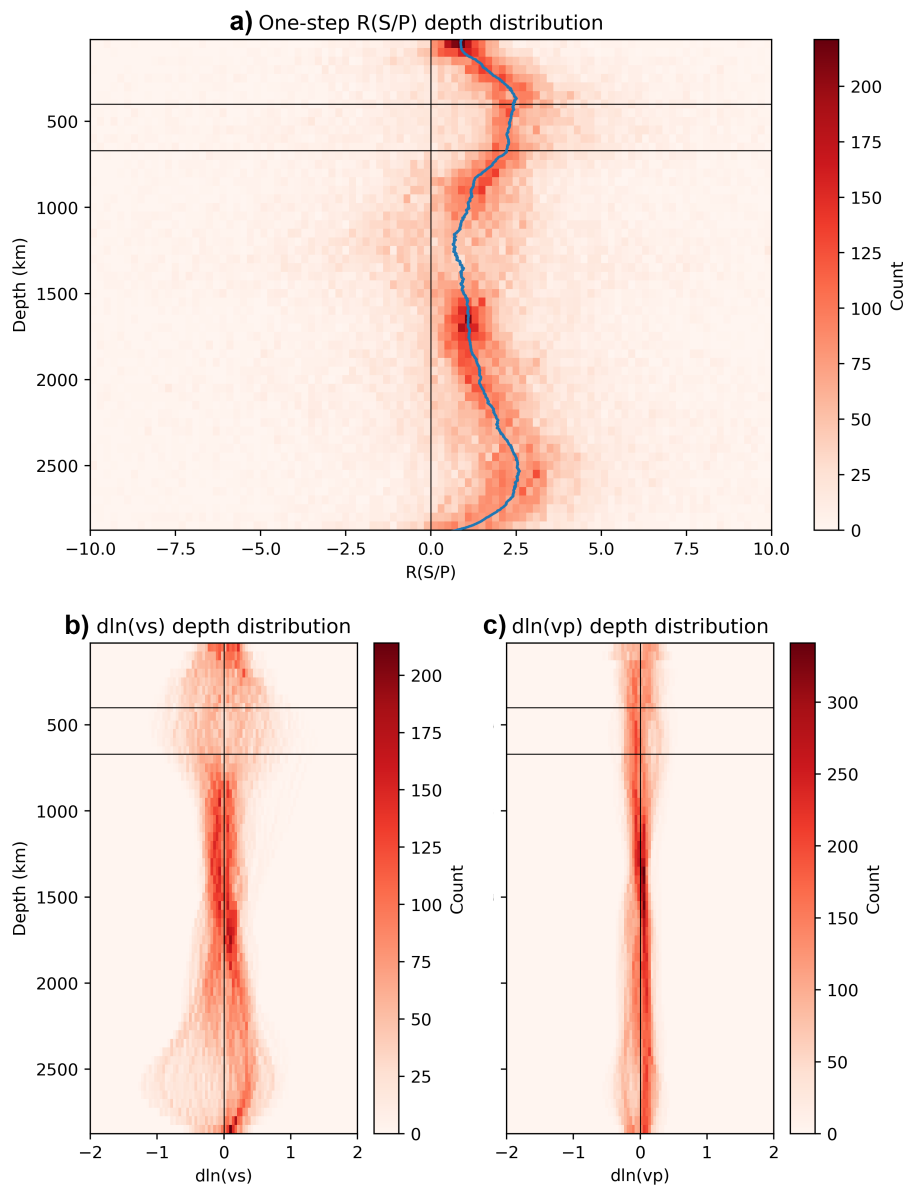 a) One-step R(S/P) depth distribution
500
1000
1500
2000
2500
Depth (km)
−10.0 −7.5 −5.0 −2.5 0.0 2.5 5.0 7.5 10.0
R(S/P)
200
175
150
125
100
75
50
25
0
Count
b) dln(vs) depth distribution
500
1000
1500
2000
2500
Depth (km)
−2 −1 0 1 2
dln(vs)
200
175
150
125
100
75
50
25
0
Count
c) dln(vp) depth distribution
−2 −1 0 1 2
dln(vp)
300
250
200
150
100
50
0
Count